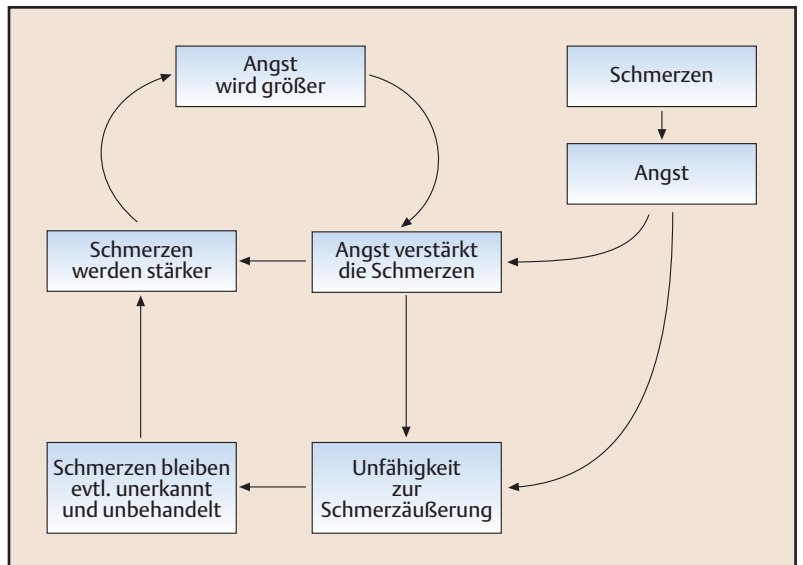 Angst
wird größer
Schmerzen
Angst
Schmerzen
werden stärker
Angst verstärkt
die Schmerzen
Schmerzen bleiben
evtl. unerkannt
und unbehandelt
Unfähigkeit
zur
Schmerzäußerung